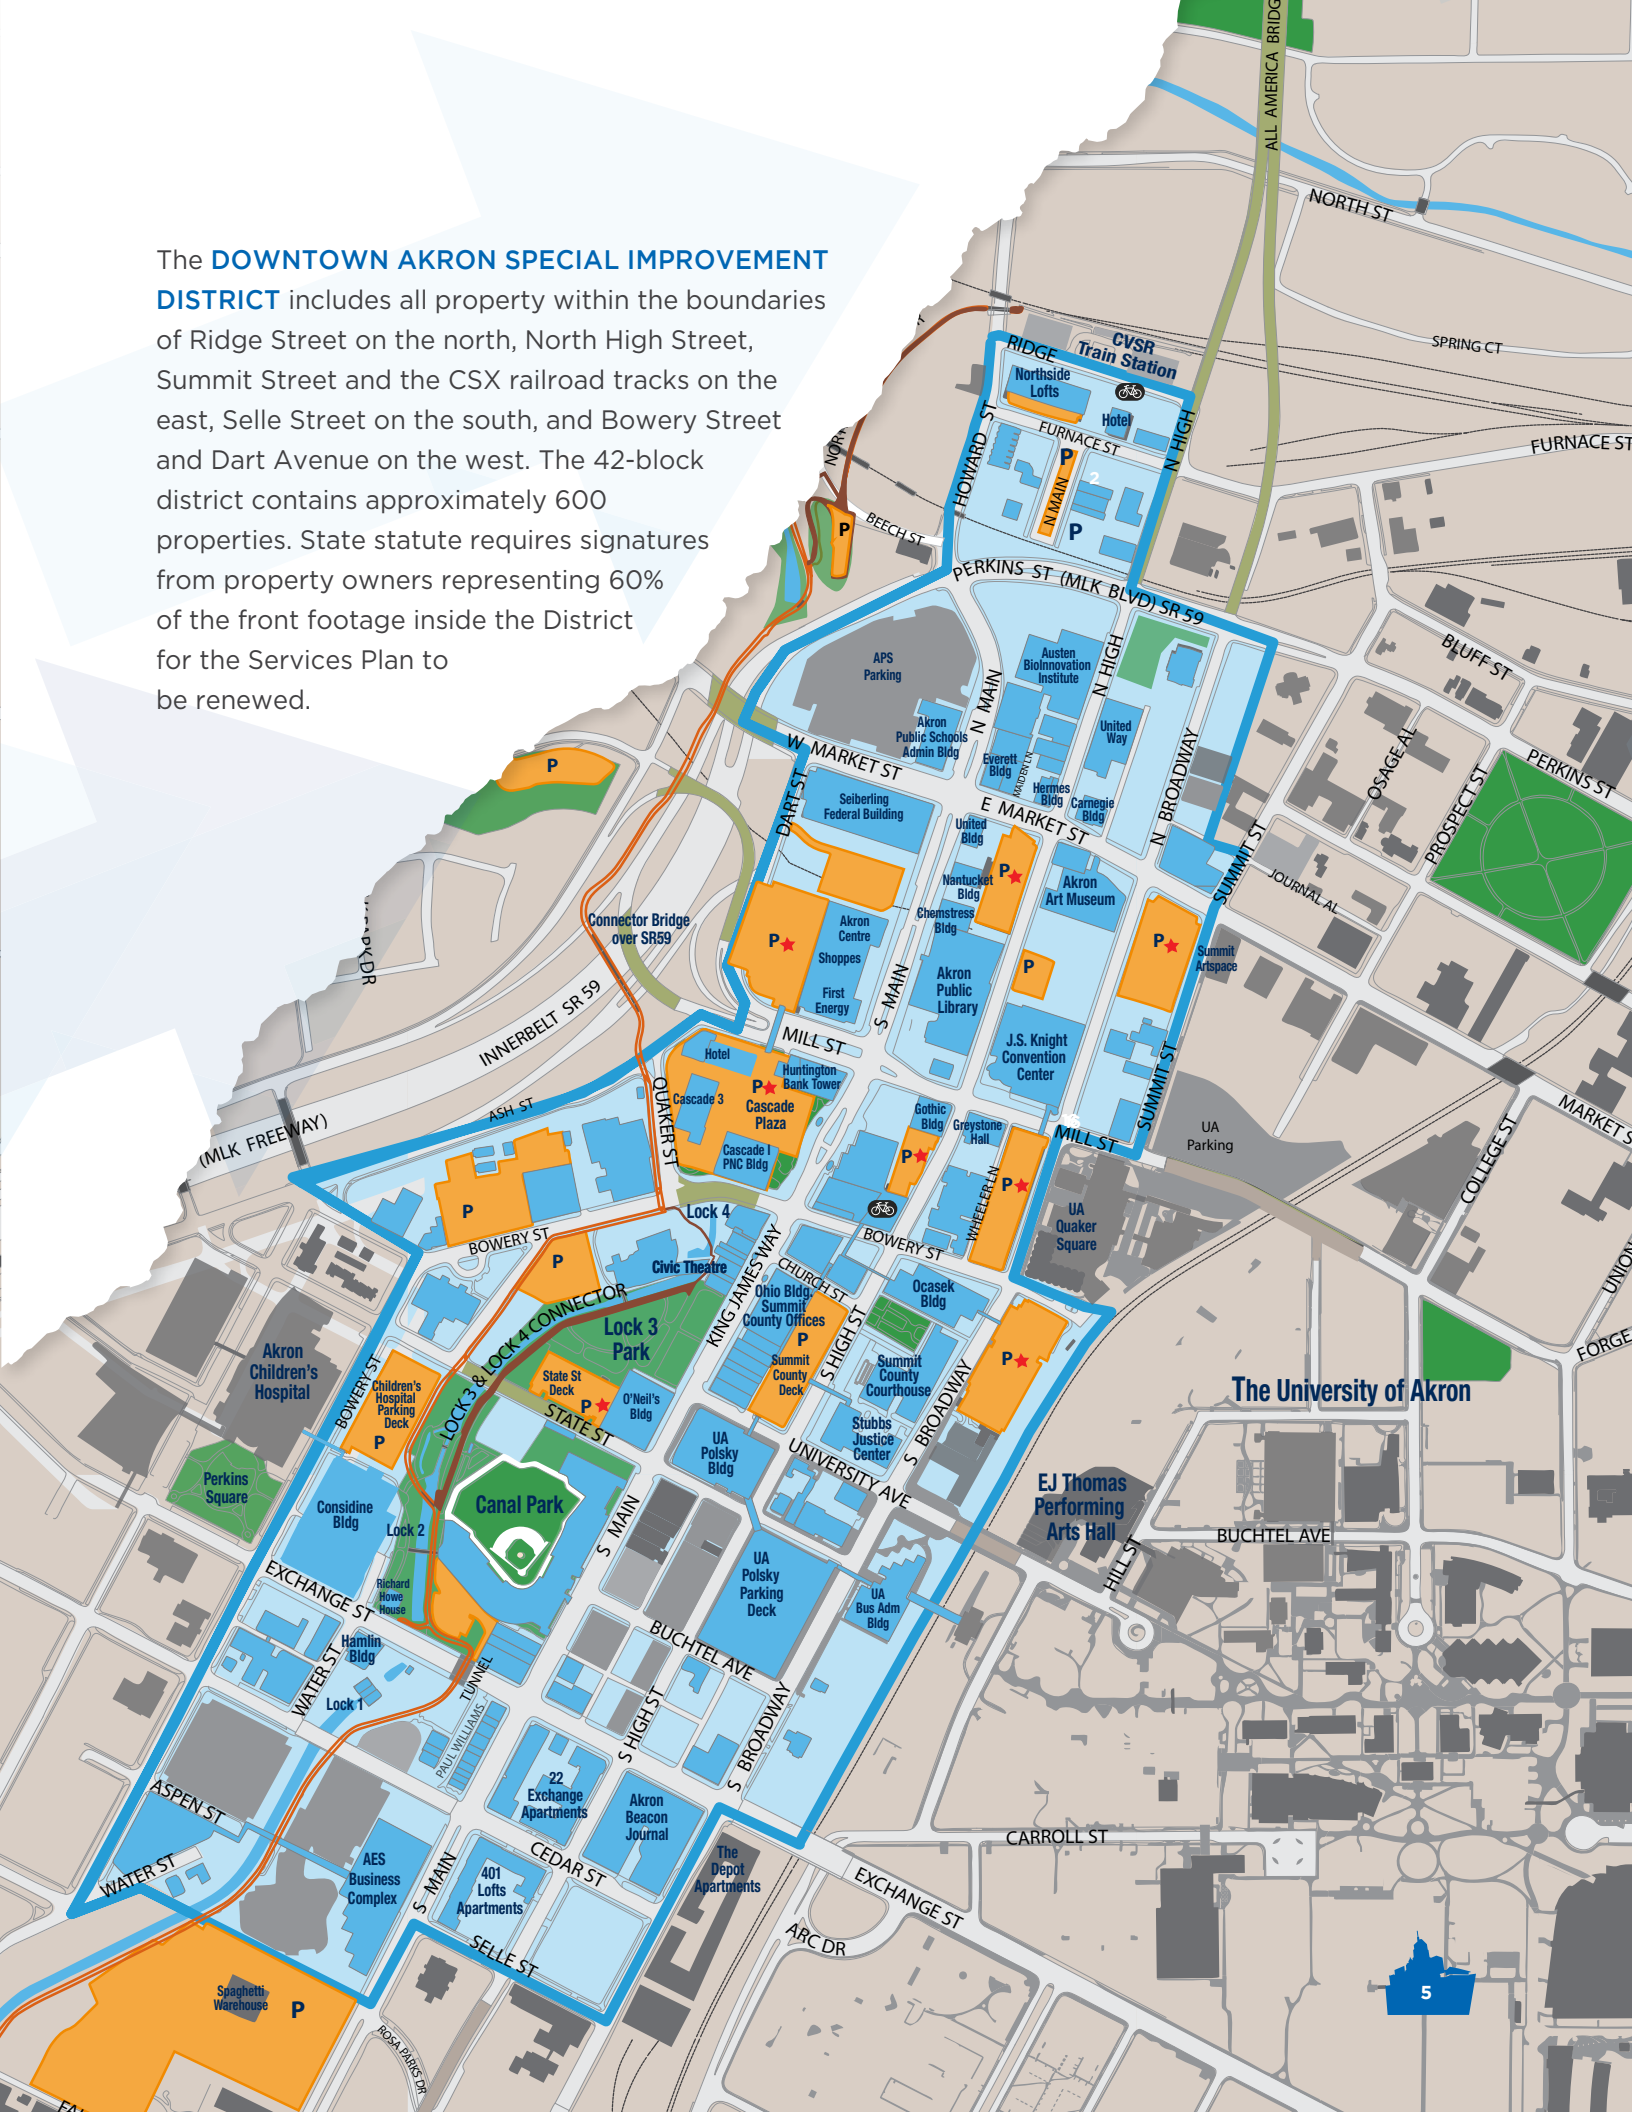 The DOWNTOWN AKRON SPECIAL IMPROVEMENT
DISTRICT includes all property within the boundaries
of Ridge Street on the north, North High Street,
Summit Street and the CSX railroad tracks on the
east, Selle Street on the south, and Bowery Street
and Dart Avenue on the west. The 42-block
district contains approximately 600
properties. State statute requires signatures
from property owners representing 60%
of the front footage inside the District
for the Services Plan to
be renewed.
ALL AMERICA BRIDG
NORTH ST
SPRING CT
FURNACE ST
RIDGE
CVSR
Train Station
Northside
Lofts
Hotel
FURNACE ST
HOWARD ST
N HIGH
P
2
N MAIN
P
P
BEECH ST
PERKINS ST (MLK BLVD) SR 59
BLUFF ST
APS
Parking
Austen
BioInnovation
Institute
N HIGH
N MAIN
Akron
Public Schools
Admin Bldg
United
Way
Everett
Bldg
MAIDEN LN
Hermes
Bldg
Carnegie
Bldg
N BROADWAY
OSAGE AL
PROSPECT ST
PERKINS ST
W MARKET ST
E MARKET ST
P
DART ST
Seiberling
Federal Building
United
Bldg
Nantucket
Bldg
P
Akron
Art Museum
SUMMIT ST
JOURNAL AL
Connector Bridge
over SR59
P
Akron
Centre
Shoppes
First
Energy
Chemstress
Bldg
Akron
Public
Library
P
P
Summit
Artspace
S MAIN
INNERBELT SR 59
MILL ST
J.S. Knight
Convention
Center
SUMMIT ST
Hotel
Huntington
Bank Tower
P
Cascade 3
Cascade
Plaza
Cascade I
PNC Bldg
QUAKER ST
ASH ST
(MLK FREEWAY)
Gothic
Bldg
Greystone
Hall
P
WHEELER LN
P
MILL ST
UA
Parking
MARKET S
COLLEGE ST
UNION
FORGE
UA
Quaker
Square
P
BOWERY ST
Lock 4
BOWERY ST
P
Civic Theatre
KING JAMES WAY
CHURCH ST
Ohio Bldg.
Summit
County Offices
P
Summit
County
Deck
S HIGH ST
Ocasek
Bldg
Summit
County
Courthouse
Stubbs
Justice
Center
S BROADWAY
P
LOCK 3 & LOCK 4 CONNECTOR
Lock 3
Park
State St
Deck
P
O'Neil's
Bldg
STATE ST
Akron
Children's
Hospital
BOWERY ST
Children's
Hospital
Parking
Deck
P
Perkins
Square
Considine
Bldg
Lock 2
Canal Park
S MAIN
UA
Polsky
Bldg
UNIVERSITY AVE
The University of Akron
EJ Thomas
Performing
Arts Hall
HILL ST
BUCHTEL AVE
UA
Polsky
Parking
Deck
UA
Bus Adm
Bldg
Richard
Howe
House
EXCHANGE ST
Hamlin
Bldg
WATER ST
Lock 1
TUNNEL
PAUL WILLIAMS
BUCHTEL AVE
S HIGH ST
S BROADWAY
22
Exchange
Apartments
Akron
Beacon
Journal
ASPEN ST
WATER ST
AES
Business
Complex
S MAIN
401
Lofts
Apartments
CEDAR ST
The
Depot
Apartments
CARROLL ST
EXCHANGE ST
ARC DR
SELLE ST
Spaghetti
Warehouse
P
ROSA PARKS DR
5